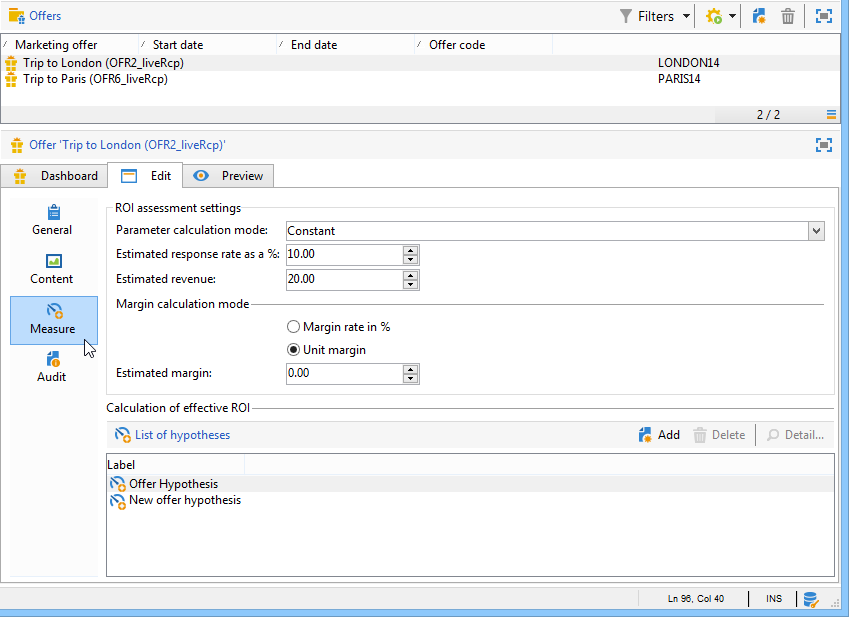 Offers
Filters
Marketing offer / Start date / End date / Offer code
Trip to London (OFR2_liveRcp) LONDON14
Trip to Paris (OFR6_liveRcp) PARIS14
2 / 2
Offer 'Trip to London (OFR2_liveRcp)'
Dashboard Edit Preview
General
Content
Measure
Audit
ROI assessment settings
Parameter calculation mode: Constant
Estimated response rate as a %: 10.00
Estimated revenue: 20.00
Margin calculation mode
Margin rate in %
Unit margin
Estimated margin: 0.00
Calculation of effective ROI
List of hypotheses Add Delete Detail...
Label
Offer Hypothesis
New offer hypothesis
Ln 96, Col 40 INS